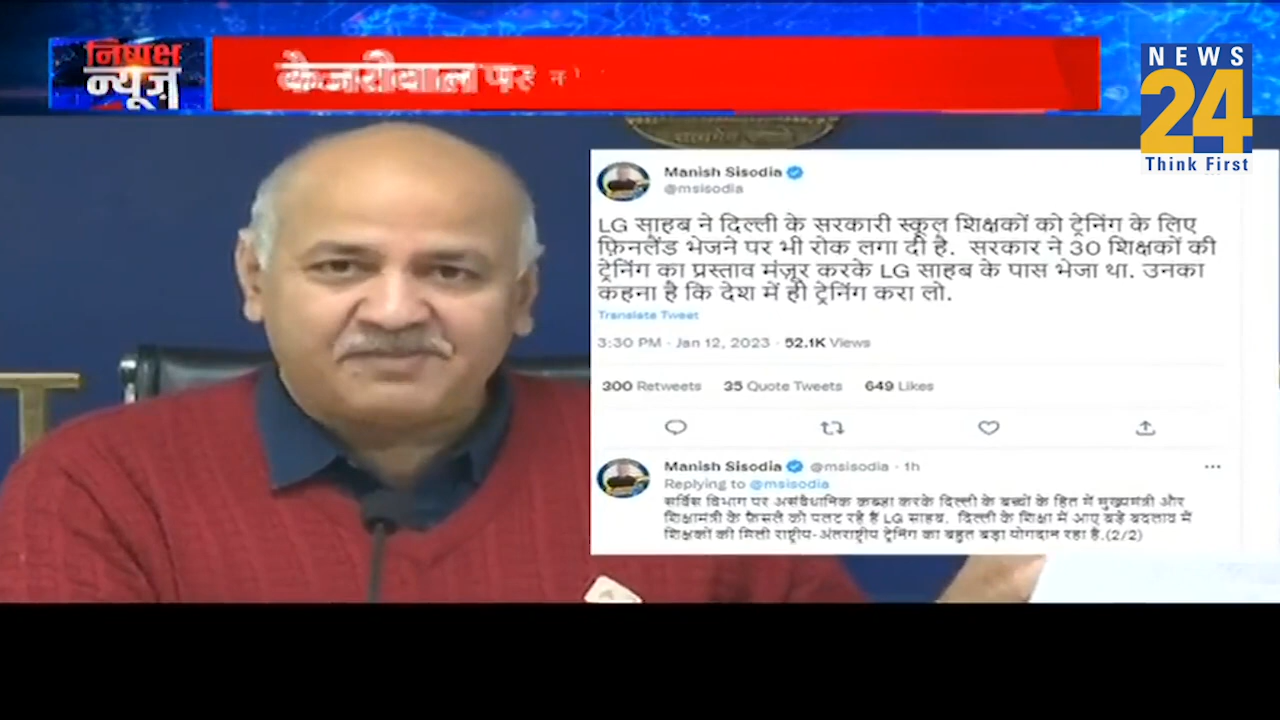 निष्पक्ष
न्यूज़
केजरीवाल पर
NEWS
24
Think First
सत्यमेव जयते
Manish Sisodia
@msisodia
LG साहब ने दिल्ली के सरकारी स्कूल शिक्षकों को ट्रेनिंग के लिए
फ़िनलैंड भेजने पर भी रोक लगा दी है. सरकार ने 30 शिक्षकों की
ट्रेनिंग का प्रस्ताव मंज़ूर करके LG साहब के पास भेजा था. उनका
कहना है कि देश में ही ट्रेनिंग करा लो.
Translate Tweet
3:30 PM · Jan 12, 2023 · 52.1K Views
300 Retweets 35 Quote Tweets 649 Likes
Manish Sisodia @msisodia · 1h
Replying to @msisodia
सर्विस विभाग पर असंवैधानिक कब्ज़ा करके दिल्ली के बच्चों के हित में मुख्यमंत्री और
शिक्षामंत्री के फ़ैसले को पलट रहे हैं LG साहब. दिल्ली के शिक्षा में आए बड़े बदलाव में
शिक्षकों की मिली राष्ट्रीय-अंतराष्ट्रीय ट्रेनिंग का बहुत बड़ा योगदान रहा है.(2/2)